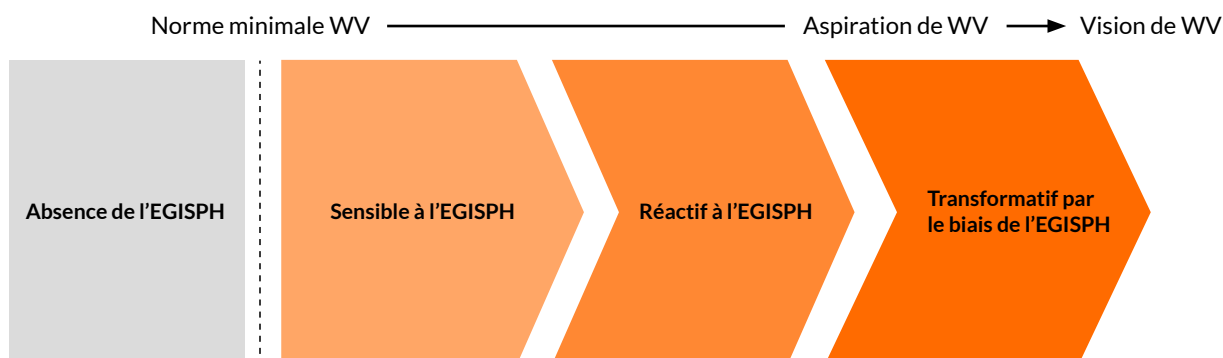 Norme minimale WV Aspiration de WV Vision de WV
Absence de l’EGISPH
Sensible à l’EGISPH
Réactif à l’EGISPH
Transformatif par
le biais de l’EGISPH